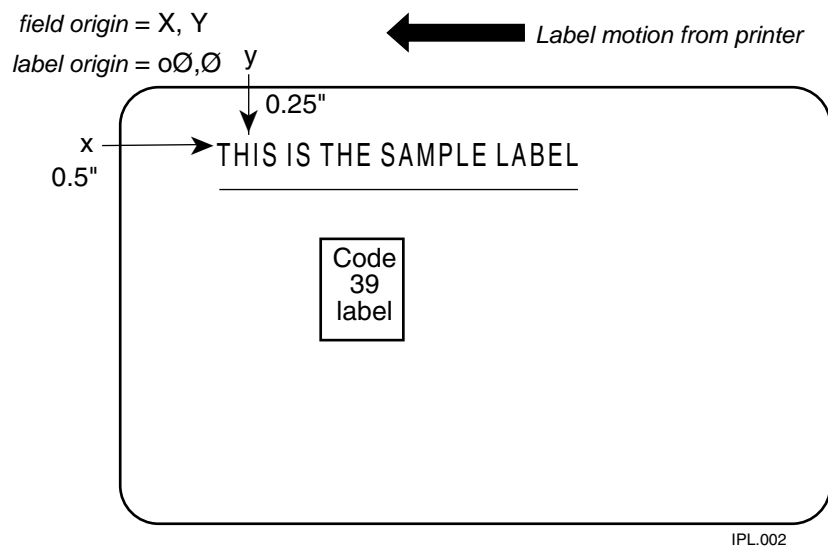 field origin = X, Y
Label motion from printer
label origin = oØ,Ø
y
0.25"
x
0.5"
THIS IS THE SAMPLE LABEL
Code
39
label
IPL.002